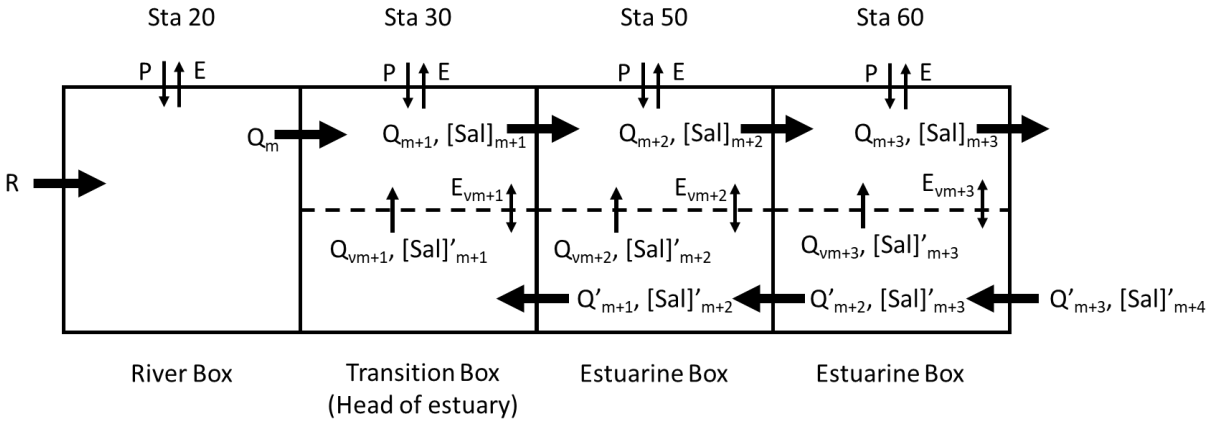 Sta 20 Sta 30 Sta 50 Sta 60
P E P E P E P E
Qm Qm+1, [Sal]m+1 Qm+2, [Sal]m+2 Qm+3, [Sal]m+3
R
Evm+1 Evm+2 Evm+3
Qvm+1, [Sal]’m+1 Qvm+2, [Sal]’m+2 Qvm+3, [Sal]’m+3
Q’m+1, [Sal]’m+2 Q’m+2, [Sal]’m+3 Q’m+3, [Sal]’m+4
River Box Transition Box Estuarine Box Estuarine Box
(Head of estuary)